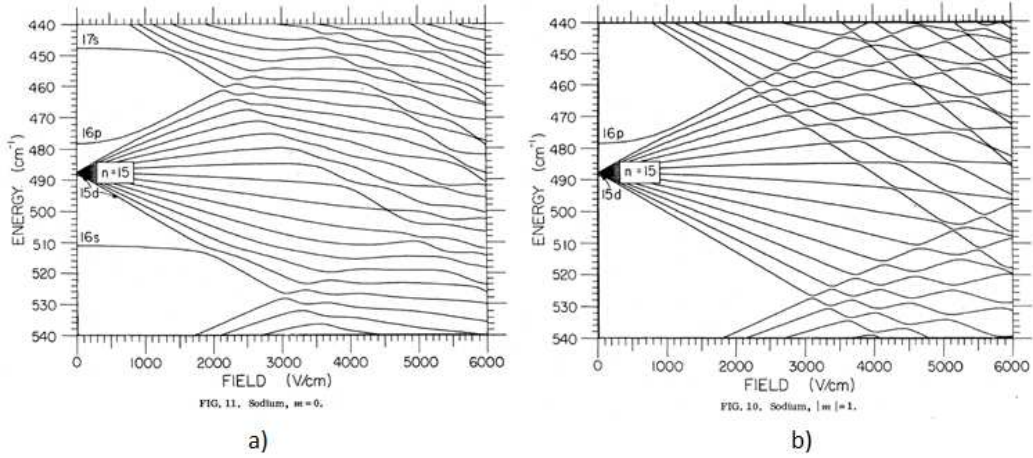 440
450
460
470
480
490
500
510
520
530
540
ENERGY (cm⁻¹)
17s
16p
n=15
15d
16s
0 1000 2000 3000 4000 5000 6000
FIELD (V/cm)
FIG. 11. Sodium, m=0.
a)
440
450
460
470
480
490
500
510
520
530
540
ENERGY (cm⁻¹)
16p
n=15
15d
0 1000 2000 3000 4000 5000 6000
FIELD (V/cm)
FIG. 10. Sodium, |m|=1.
b)